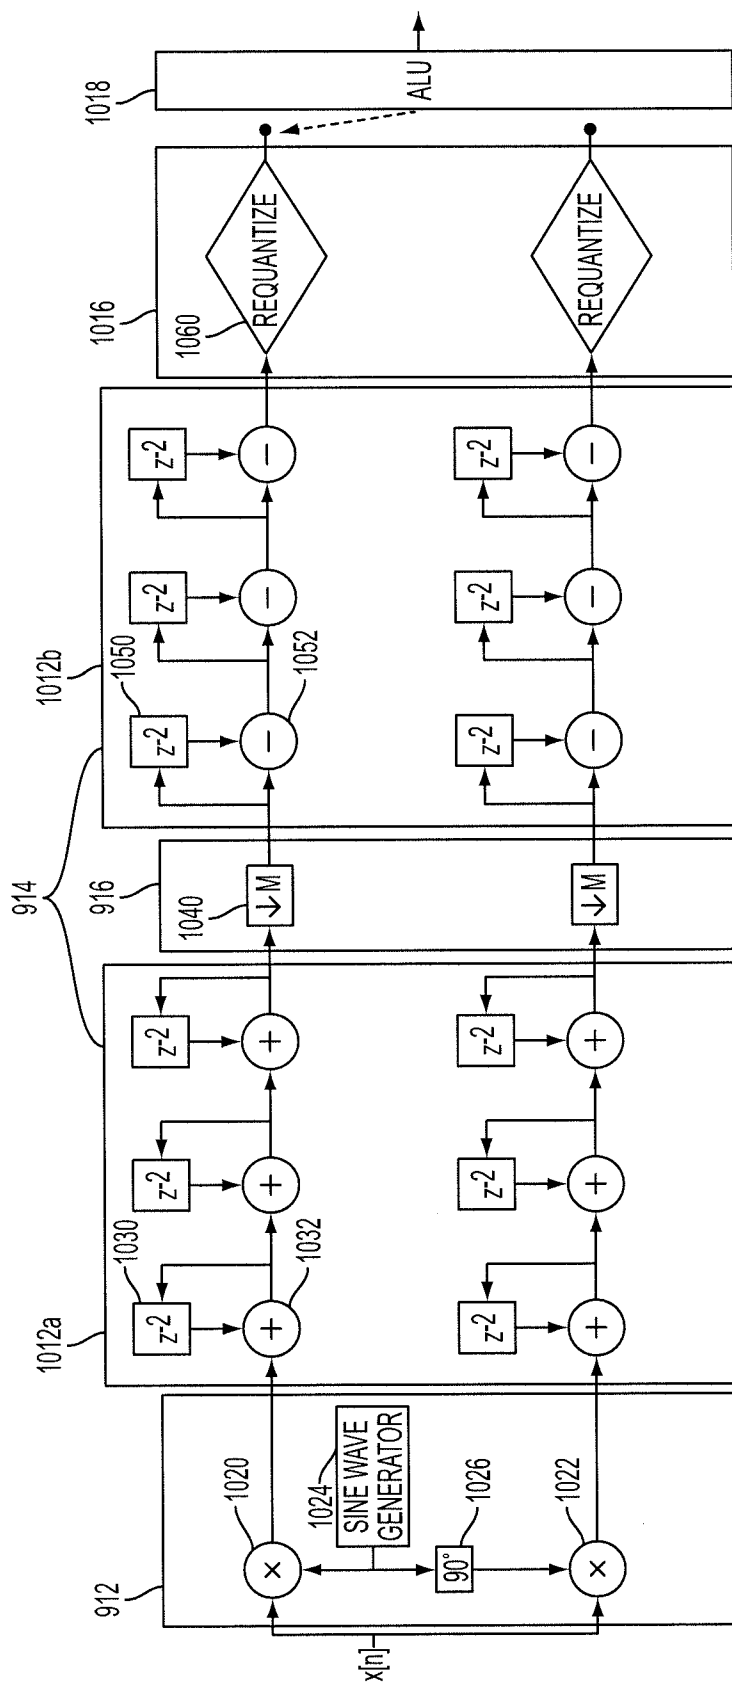 912
914
1012a
916
1012b
1016
1018
x[n]
1020
×
1024
SINE WAVE
GENERATOR
90°
1026
1022
×
1030
z-2
z-2
z-2
+
1032
+
+
z-2
z-2
z-2
+
+
+
1040
↓M
↓M
1050
z-2
z-2
z-2
−
1052
−
−
z-2
z-2
z-2
−
−
−
1060
REQUANTIZE
REQUANTIZE
ALU